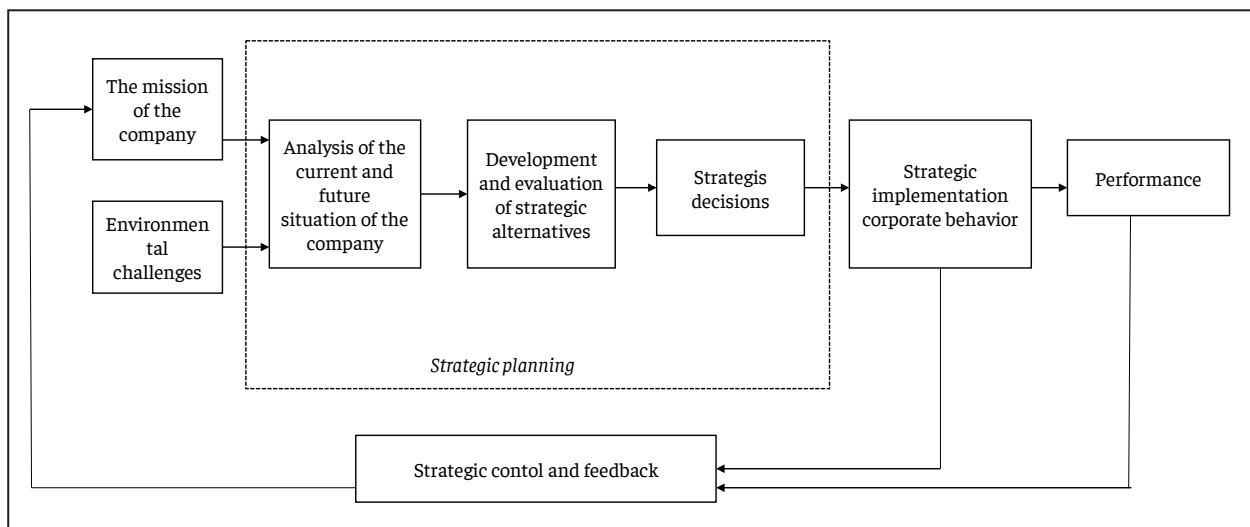 The mission
of the
company
Environmen
tal
challenges
Analysis of the
current and
future
situation of the
company
Development
and evaluation
of strategic
alternatives
Strategis
decisions
Strategic
implementation
corporate behavior
Performance
Strategic planning
Strategic contol and feedback